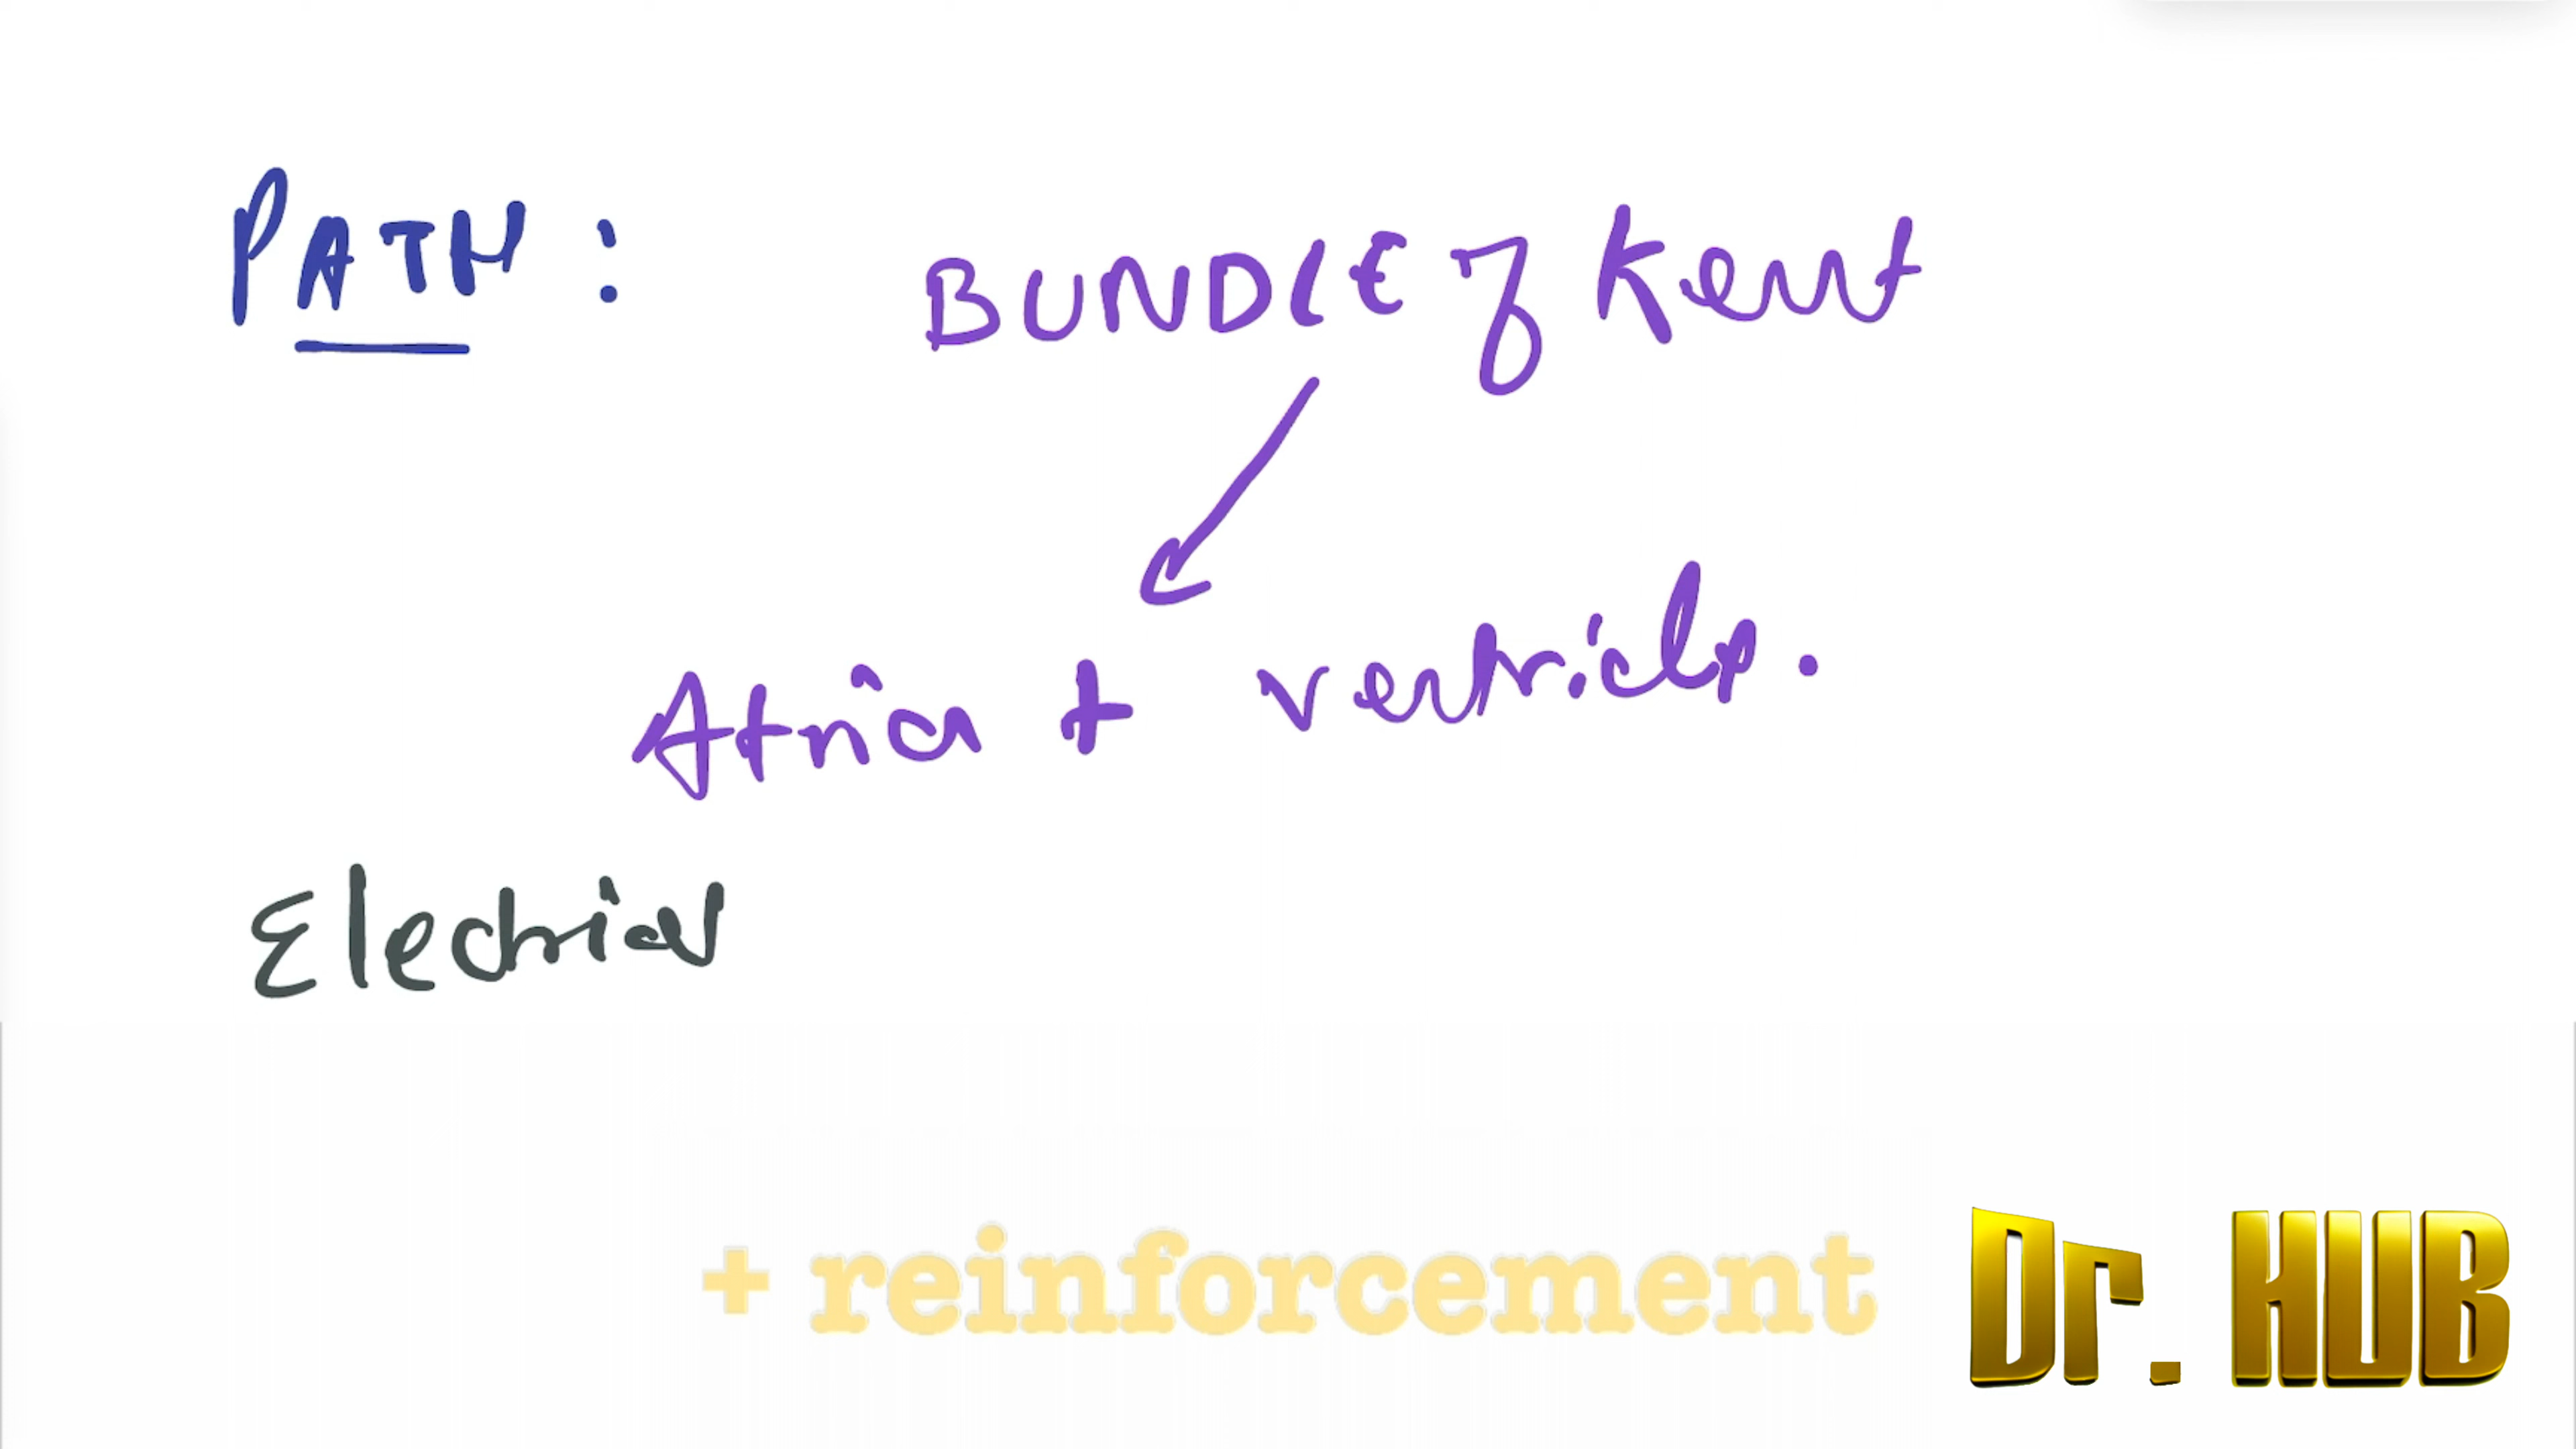 PATH : BUNDLE of Kent
Atria + ventricle.
Electrical
+ reinforcement
Dr. HUB